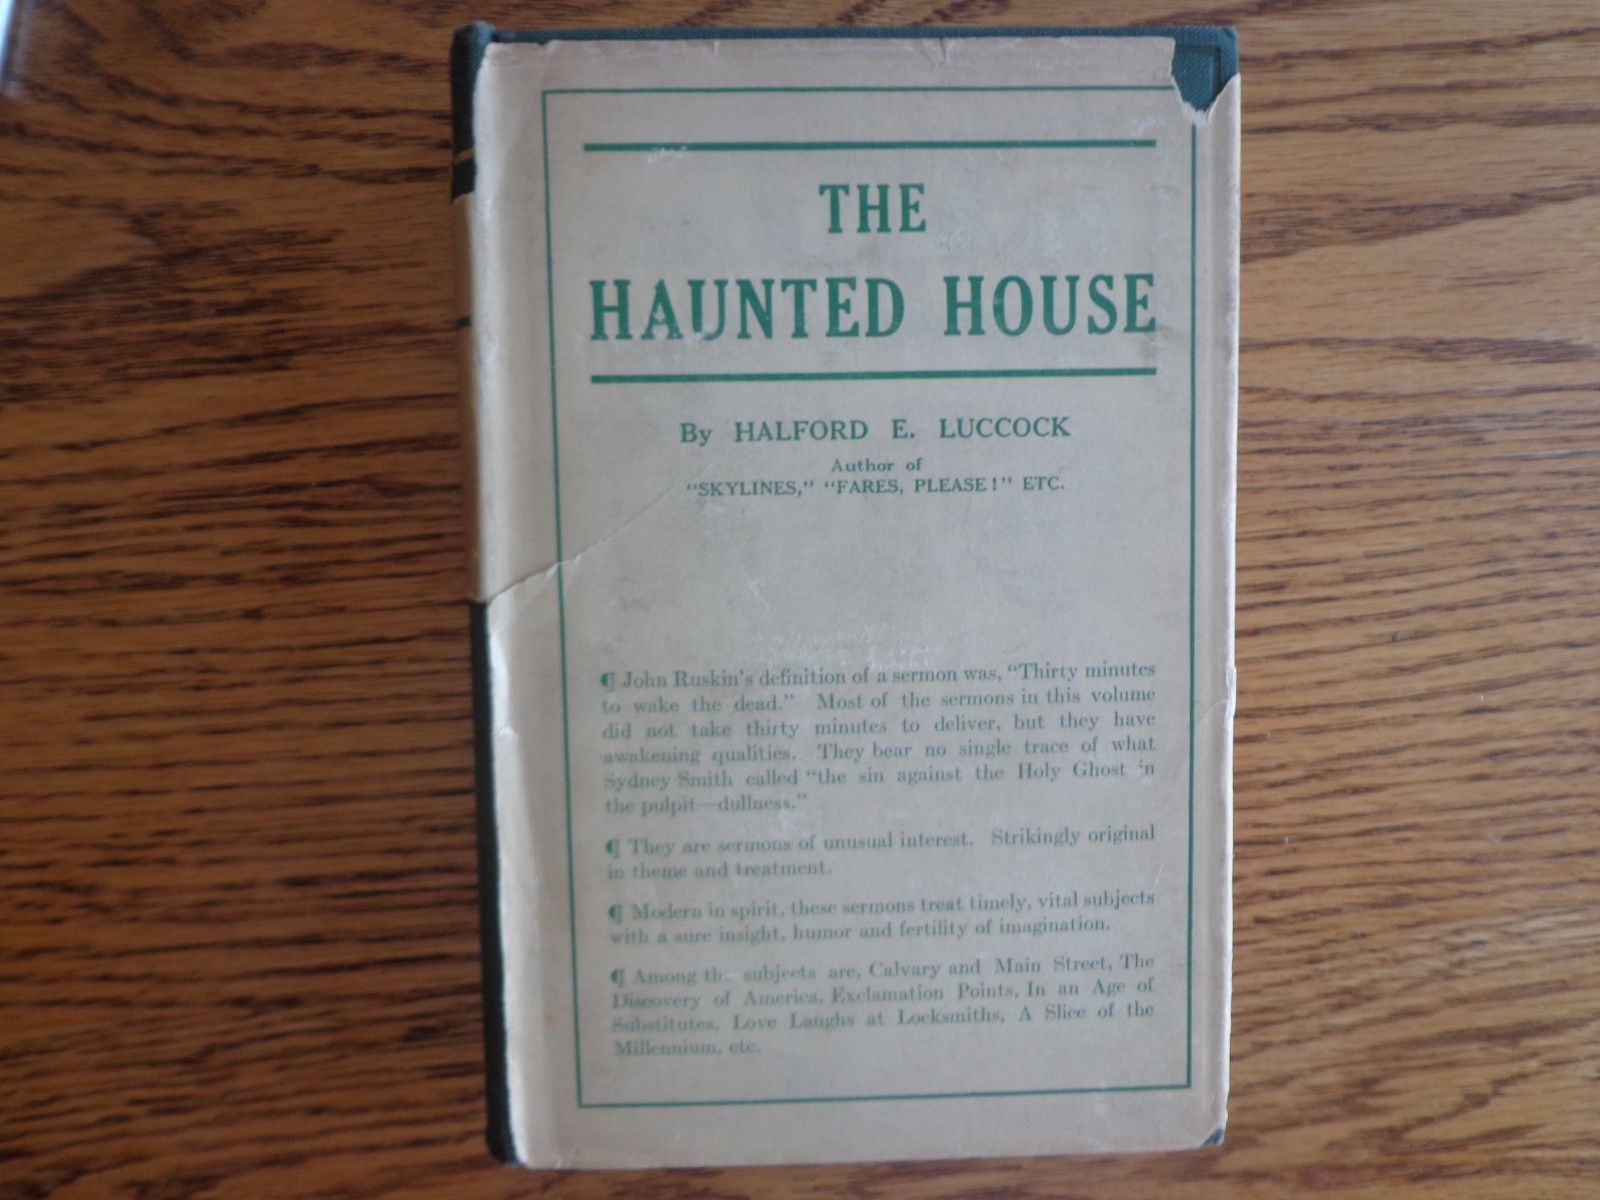 THE
HAUNTED HOUSE
By HALFORD E. LUCCOCK
Author of
"SKYLINES," "FARES, PLEASE!" ETC.
¶ John Ruskin's definition of a sermon was, "Thirty minutes
to wake the dead." Most of the sermons in this volume
did not take thirty minutes to deliver, but they have
awakening qualities. They bear no single trace of what
Sydney Smith called "the sin against the Holy Ghost in
the pulpit—dullness."
¶ They are sermons of unusual interest. Strikingly original
in theme and treatment.
¶ Modern in spirit, these sermons treat timely, vital subjects
with a sure insight, humor and fertility of imagination.
¶ Among the subjects are, Calvary and Main Street, The
Discovery of America, Exclamation Points, In an Age of
Substitutes, Love Laughs at Locksmiths, A Slice of the
Millennium, etc.